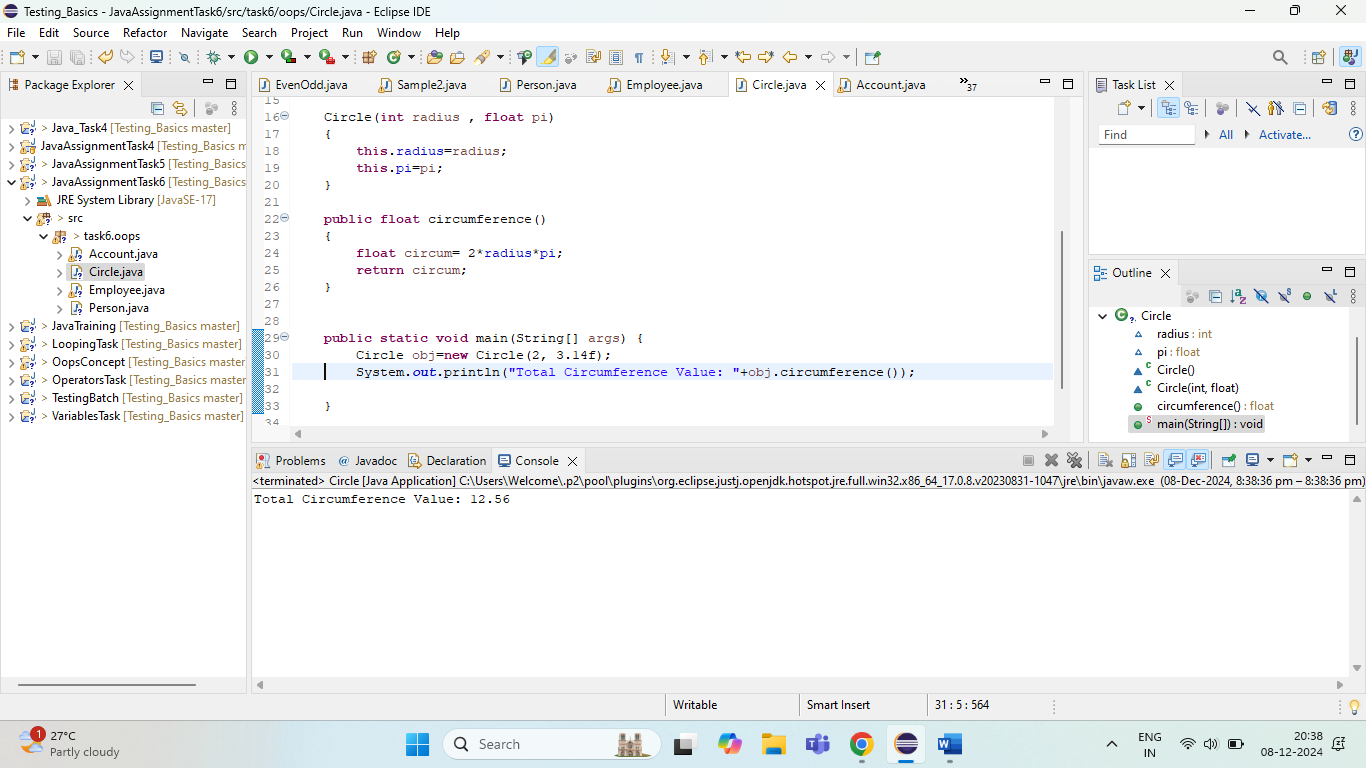 Testing_Basics - JavaAssignmentTask6/src/task6/oops/Circle.java - Eclipse IDE
File Edit Source Refactor Navigate Search Project Run Window Help
Package Explorer
> Java_Task4 [Testing_Basics master]
JavaAssignmentTask4 [Testing_Basics m
> JavaAssignmentTask5 [Testing_Basics
> JavaAssignmentTask6 [Testing_Basics
JRE System Library [JavaSE-17]
> src
> task6.oops
Account.java
Circle.java
Employee.java
Person.java
> JavaTraining [Testing_Basics master]
> LoopingTask [Testing_Basics master]
> OopsConcept [Testing_Basics master
> OperatorsTask [Testing_Basics master
> TestingBatch [Testing_Basics master]
> VariablesTask [Testing_Basics master]
EvenOdd.java Sample2.java Person.java Employee.java Circle.java Account.java »37
15
16 Circle(int radius , float pi)
17 {
18 this.radius=radius;
19 this.pi=pi;
20 }
21
22 public float circumference()
23 {
24 float circum= 2*radius*pi;
25 return circum;
26 }
27
28
29 public static void main(String[] args) {
30 Circle obj=new Circle(2, 3.14f);
31 System.out.println("Total Circumference Value: "+obj.circumference());
32
33 }
34
Task List
Find All Activate...
Outline
Circle
radius : int
pi : float
Circle()
Circle(int, float)
circumference() : float
main(String[]) : void
Problems @ Javadoc Declaration Console
<terminated> Circle [Java Application] C:\Users\Welcome\.p2\pool\plugins\org.eclipse.justj.openjdk.hotspot.jre.full.win32.x86_64_17.0.8.v20230831-1047\jre\bin\javaw.exe (08-Dec-2024, 8:38:36 pm – 8:38:36 pm)
Total Circumference Value: 12.56
Writable Smart Insert 31 : 5 : 564
1
27°C
Partly cloudy
Search
ENG
IN
20:38
08-12-2024